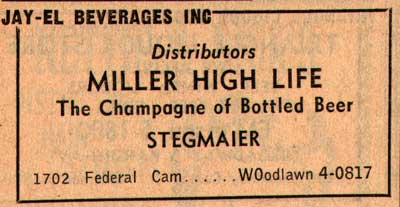 JAY-EL BEVERAGES INC
Distributors
MILLER HIGH LIFE
The Champagne of Bottled Beer
STEGMAIER
1702 Federal Cam......WOodlawn 4-0817